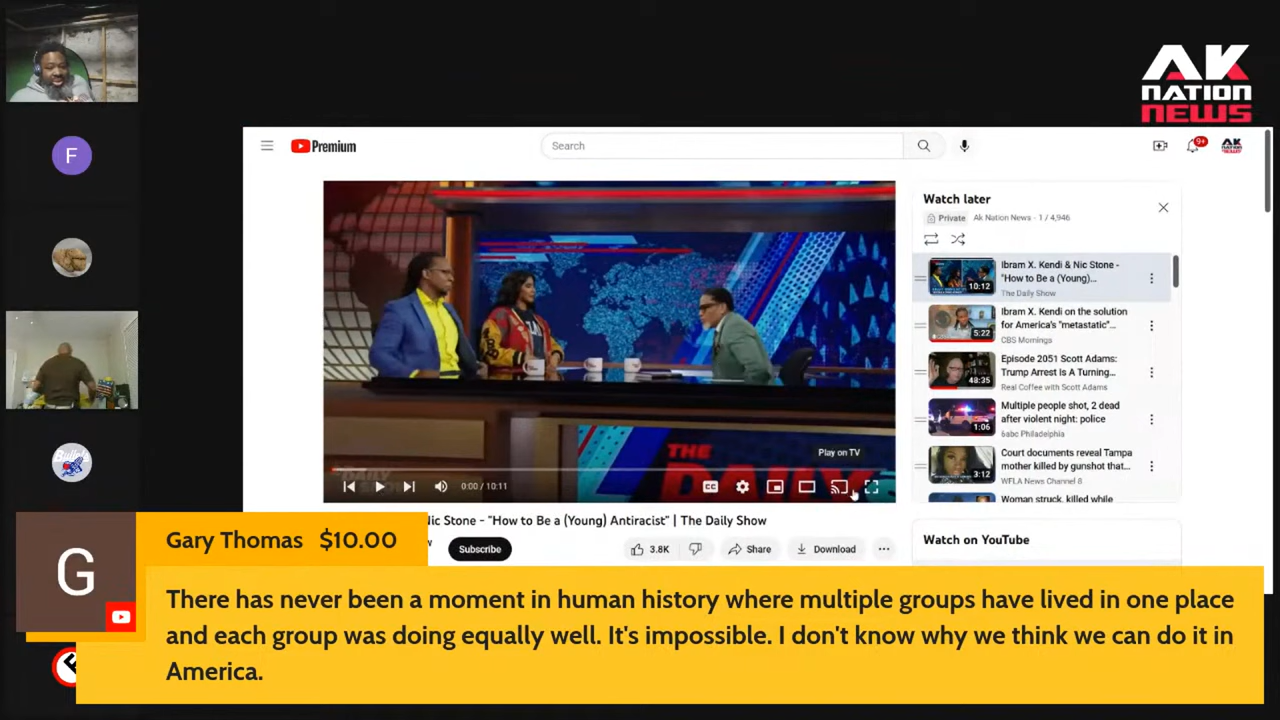 AK
NATION
NEWS
Premium
Search
9+
F
Watch later
Private Ak Nation News - 1 / 4,946
Ibram X. Kendi & Nic Stone -
"How to Be a (Young)...
The Daily Show
10:12
Ibram X. Kendi on the solution
for America's "metastatic"...
CBS Mornings
5:22
Episode 2051 Scott Adams:
Trump Arrest Is A Turning...
Real Coffee with Scott Adams
48:35
Multiple people shot, 2 dead
after violent night: police
6abc Philadelphia
1:06
Court documents reveal Tampa
mother killed by gunshot that...
WFLA News Channel 8
3:12
Woman struck, killed while
THE
Play on TV
0:00 / 10:11
CC
Nic Stone - "How to Be a (Young) Antiracist" | The Daily Show
Subscribe
3.8K
Share
Download
Watch on YouTube
G
Gary Thomas $10.00
There has never been a moment in human history where multiple groups have lived in one place
and each group was doing equally well. It's impossible. I don't know why we think we can do it in
America.